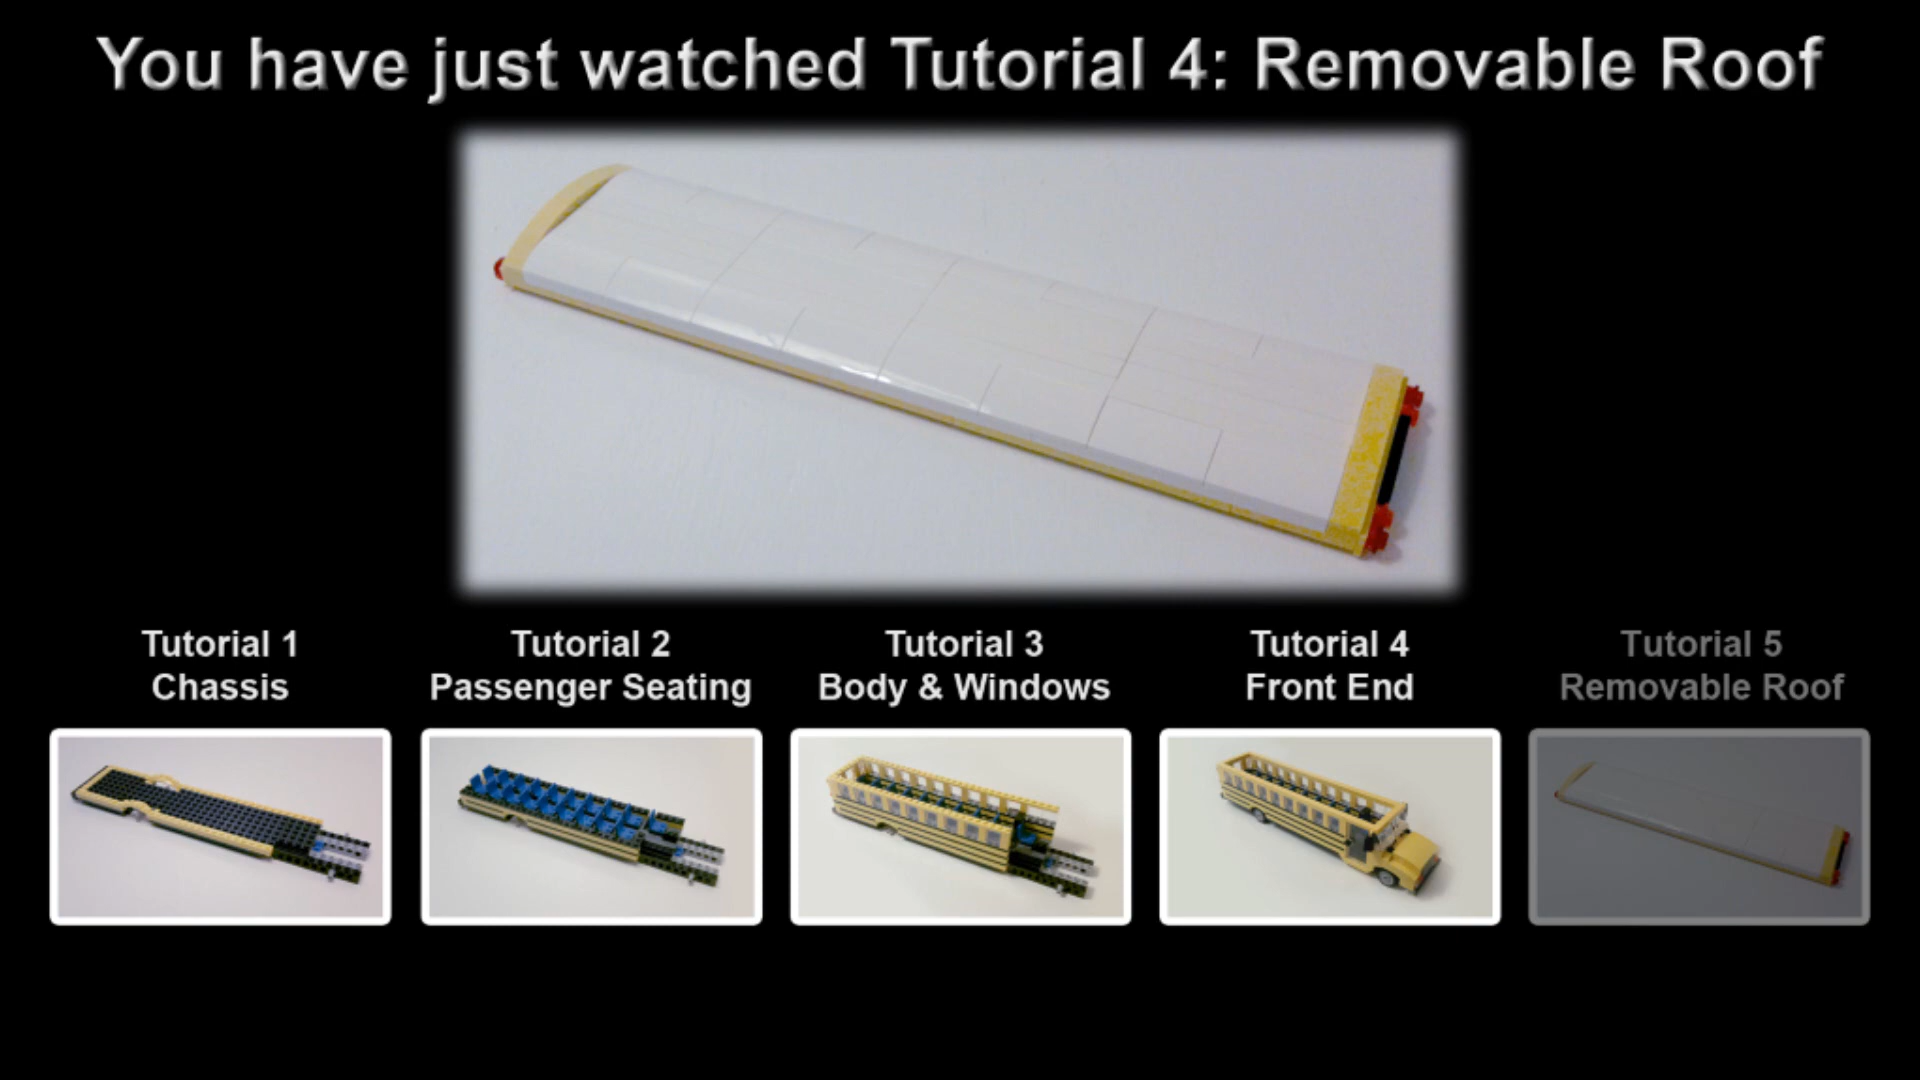 You have just watched Tutorial 4: Removable Roof
Tutorial 1
Chassis
Tutorial 2
Passenger Seating
Tutorial 3
Body & Windows
Tutorial 4
Front End
Tutorial 5
Removable Roof